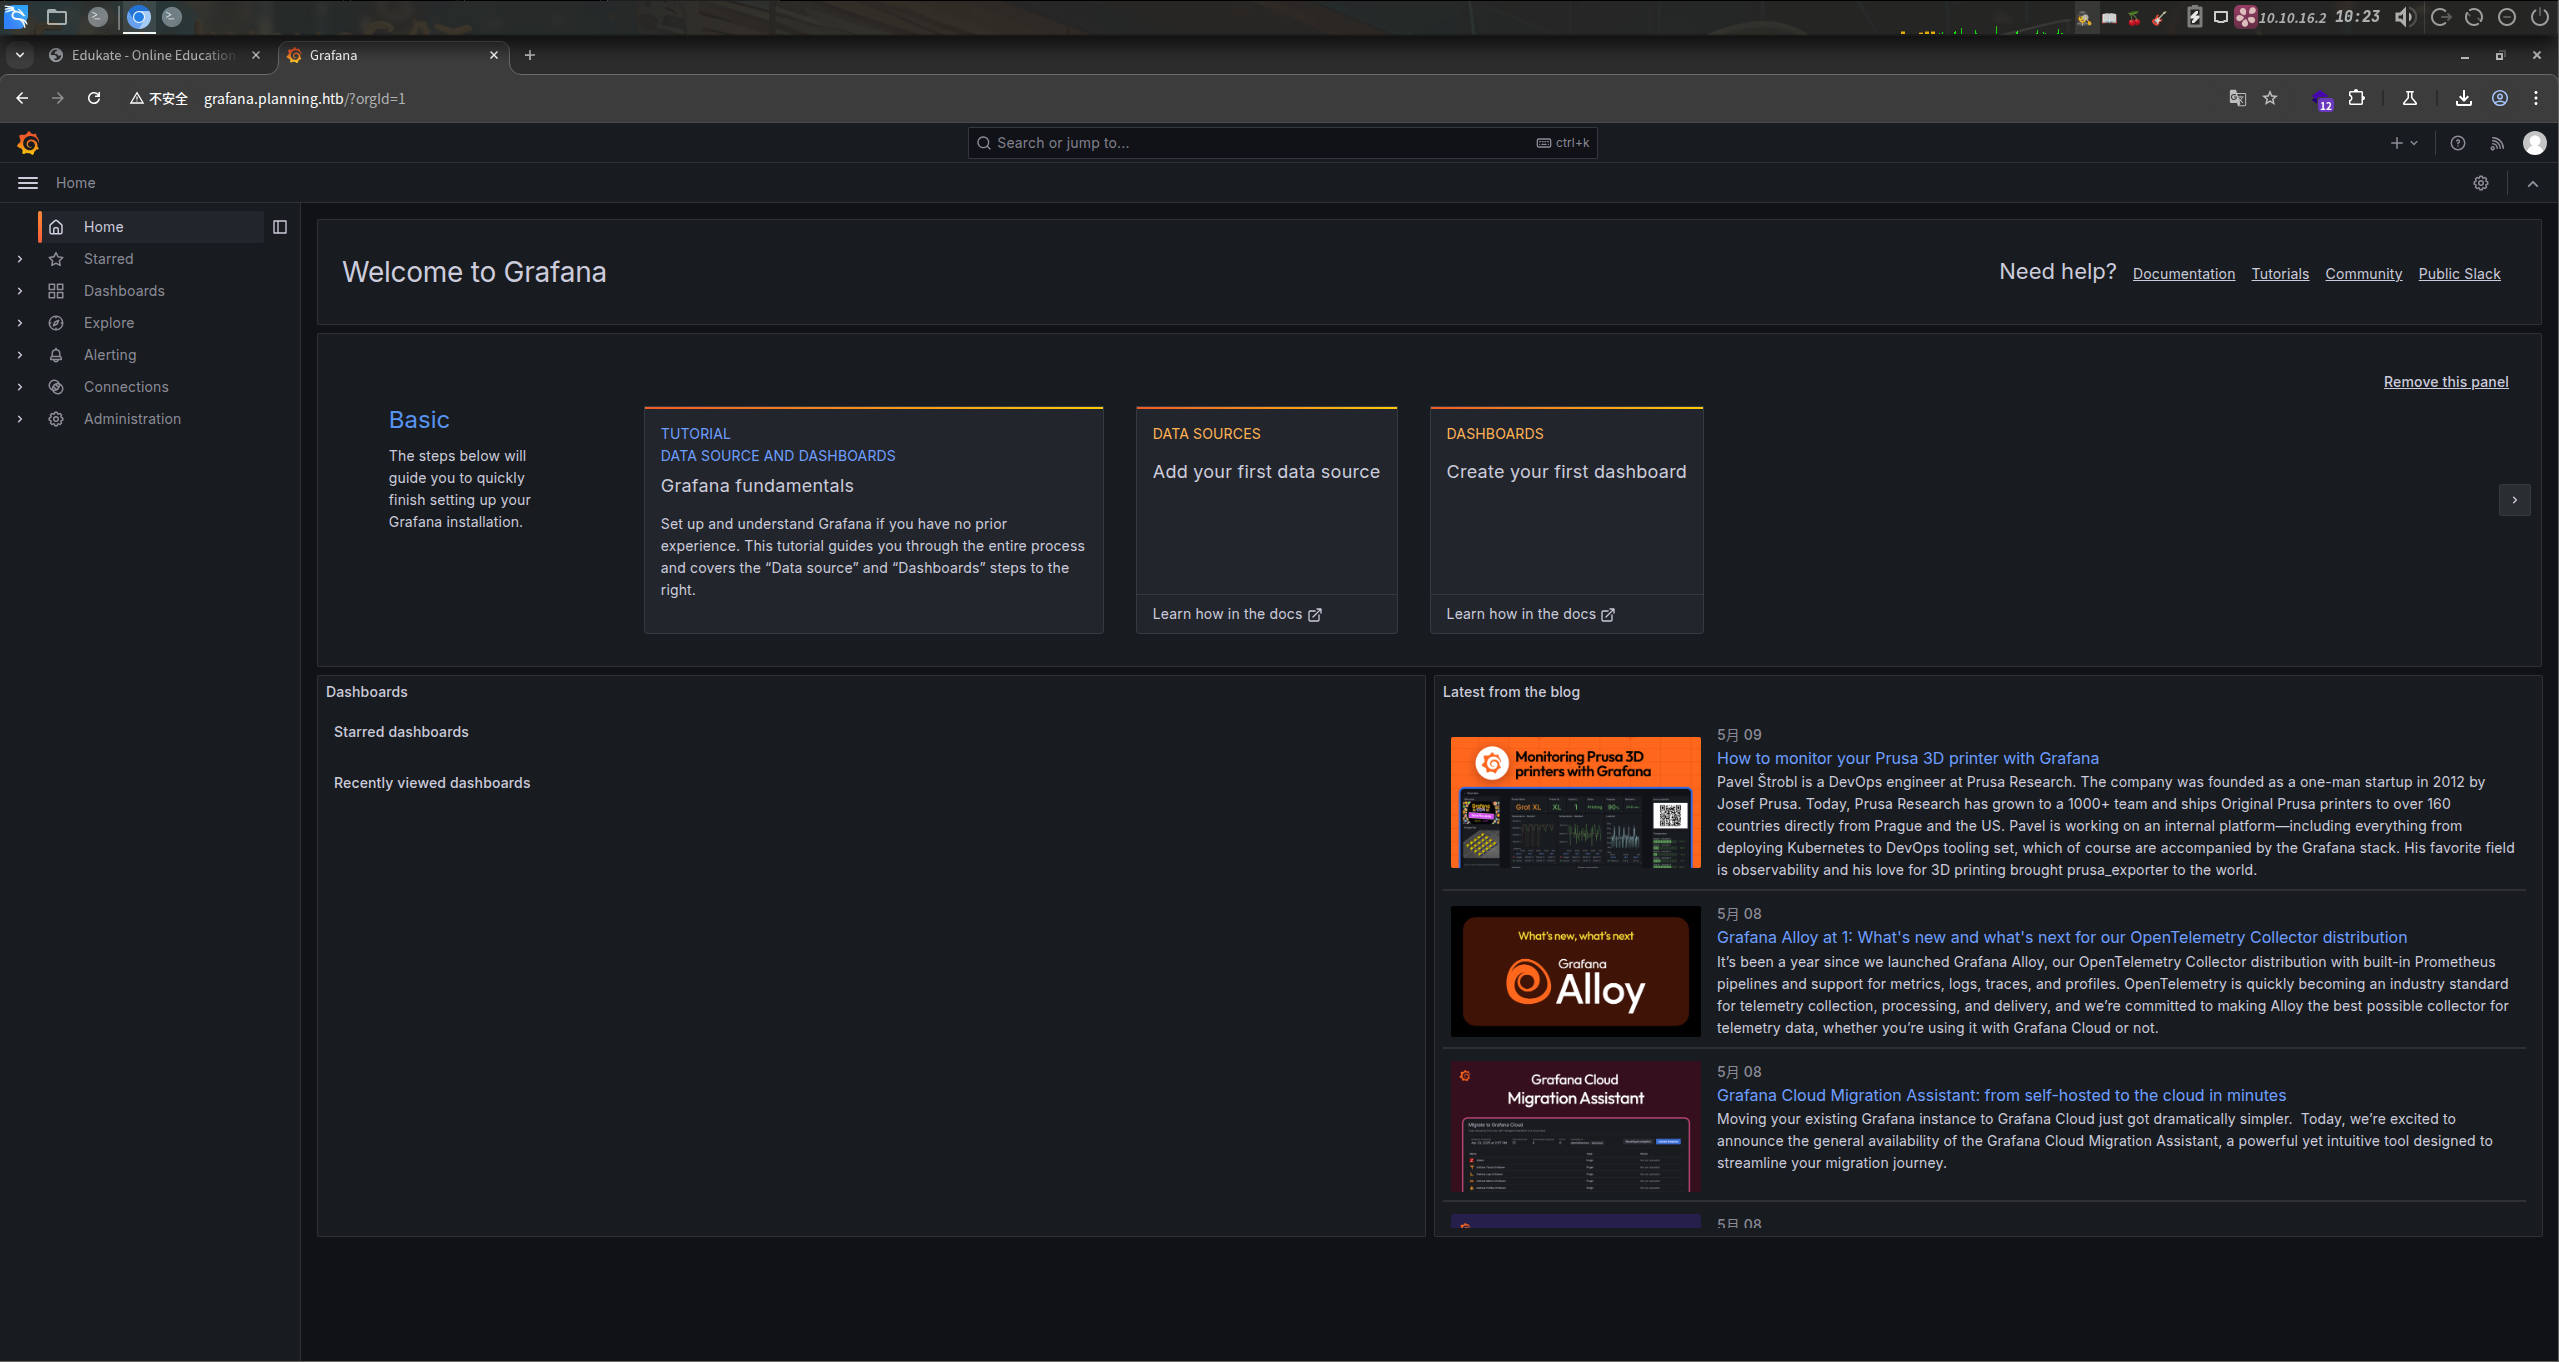 10.10.16.2 10:23
Edukate - Online Education
Grafana
不安全 grafana.planning.htb/?orgId=1
12
Search or jump to...
ctrl+k
Home
Home
Starred
Dashboards
Explore
Alerting
Connections
Administration
Welcome to Grafana
Need help? Documentation Tutorials Community Public Slack
Remove this panel
Basic
The steps below will
guide you to quickly
finish setting up your
Grafana installation.
TUTORIAL
DATA SOURCE AND DASHBOARDS
Grafana fundamentals
Set up and understand Grafana if you have no prior
experience. This tutorial guides you through the entire process
and covers the “Data source” and “Dashboards” steps to the
right.
DATA SOURCES
Add your first data source
Learn how in the docs
DASHBOARDS
Create your first dashboard
Learn how in the docs
Dashboards
Starred dashboards
Recently viewed dashboards
Latest from the blog
Monitoring Prusa 3D
printers with Grafana
5月 09
How to monitor your Prusa 3D printer with Grafana
Pavel Štrobl is a DevOps engineer at Prusa Research. The company was founded as a one-man startup in 2012 by
Josef Prusa. Today, Prusa Research has grown to a 1000+ team and ships Original Prusa printers to over 160
countries directly from Prague and the US. Pavel is working on an internal platform—including everything from
deploying Kubernetes to DevOps tooling set, which of course are accompanied by the Grafana stack. His favorite field
is observability and his love for 3D printing brought prusa_exporter to the world.
What's new, what's next
Grafana
Alloy
5月 08
Grafana Alloy at 1: What's new and what's next for our OpenTelemetry Collector distribution
It’s been a year since we launched Grafana Alloy, our OpenTelemetry Collector distribution with built-in Prometheus
pipelines and support for metrics, logs, traces, and profiles. OpenTelemetry is quickly becoming an industry standard
for telemetry collection, processing, and delivery, and we’re committed to making Alloy the best possible collector for
telemetry data, whether you’re using it with Grafana Cloud or not.
Grafana Cloud
Migration Assistant
Migrate to Grafana Cloud
5月 08
Grafana Cloud Migration Assistant: from self-hosted to the cloud in minutes
Moving your existing Grafana instance to Grafana Cloud just got dramatically simpler. Today, we’re excited to
announce the general availability of the Grafana Cloud Migration Assistant, a powerful yet intuitive tool designed to
streamline your migration journey.
5月 08